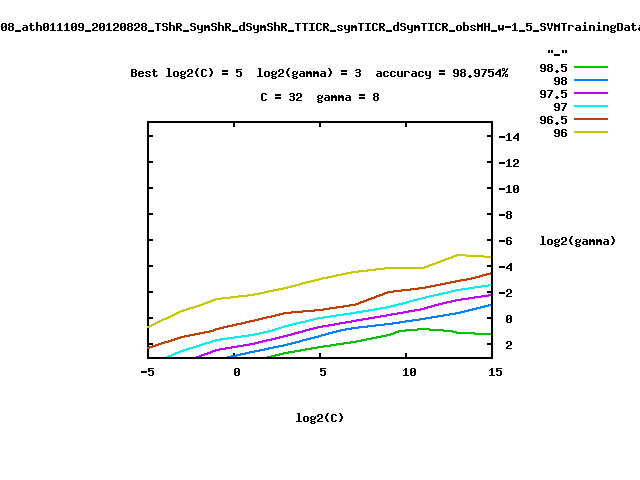 08_ath011109_20120828_TShR_SymShR_dSymShR_TTICR_symTICR_dSymTICR_obsMH_w-1_5_SVMTrainingData
"_"
Best log2(C) = 5  log2(gamma) = 3  accuracy = 98.9754%
98.5
98
C = 32  gamma = 8
97.5
97
96.5
96
-14
-12
-10
-8
-6
log2(gamma)
-4
-2
0
2
-5 0 5 10 15
log2(C)